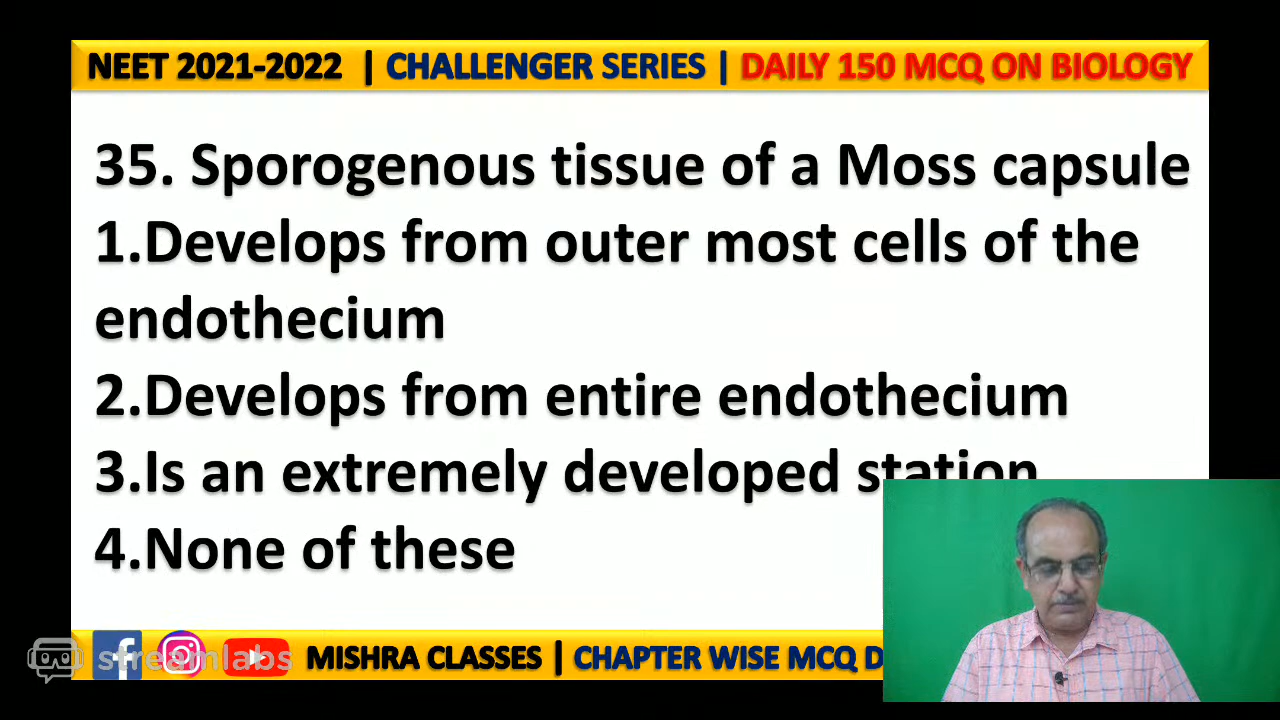 NEET 2021-2022 | CHALLENGER SERIES | DAILY 150 MCQ ON BIOLOGY
35. Sporogenous tissue of a Moss capsule
1.Develops from outer most cells of the
endothecium
2.Develops from entire endothecium
3.Is an extremely developed station
4.None of these
streamlabs MISHRA CLASSES | CHAPTER WISE MCQ D